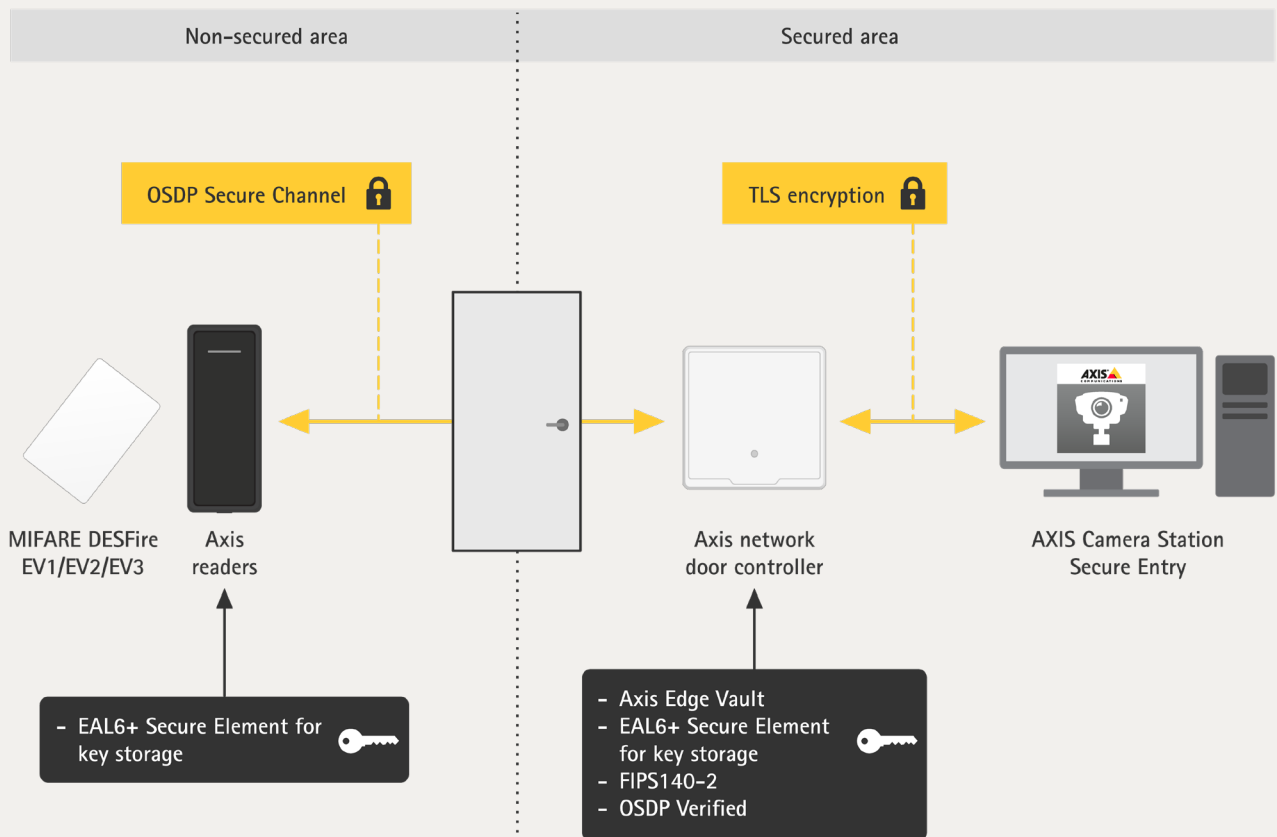 Non-secured area
Secured area
OSDP Secure Channel
TLS encryption
AXIS
COMMUNICATIONS
MIFARE DESFire
EV1/EV2/EV3
Axis
readers
Axis network
door controller
AXIS Camera Station
Secure Entry
- EAL6+ Secure Element for
key storage
- Axis Edge Vault
- EAL6+ Secure Element
for key storage
- FIPS140-2
- OSDP Verified